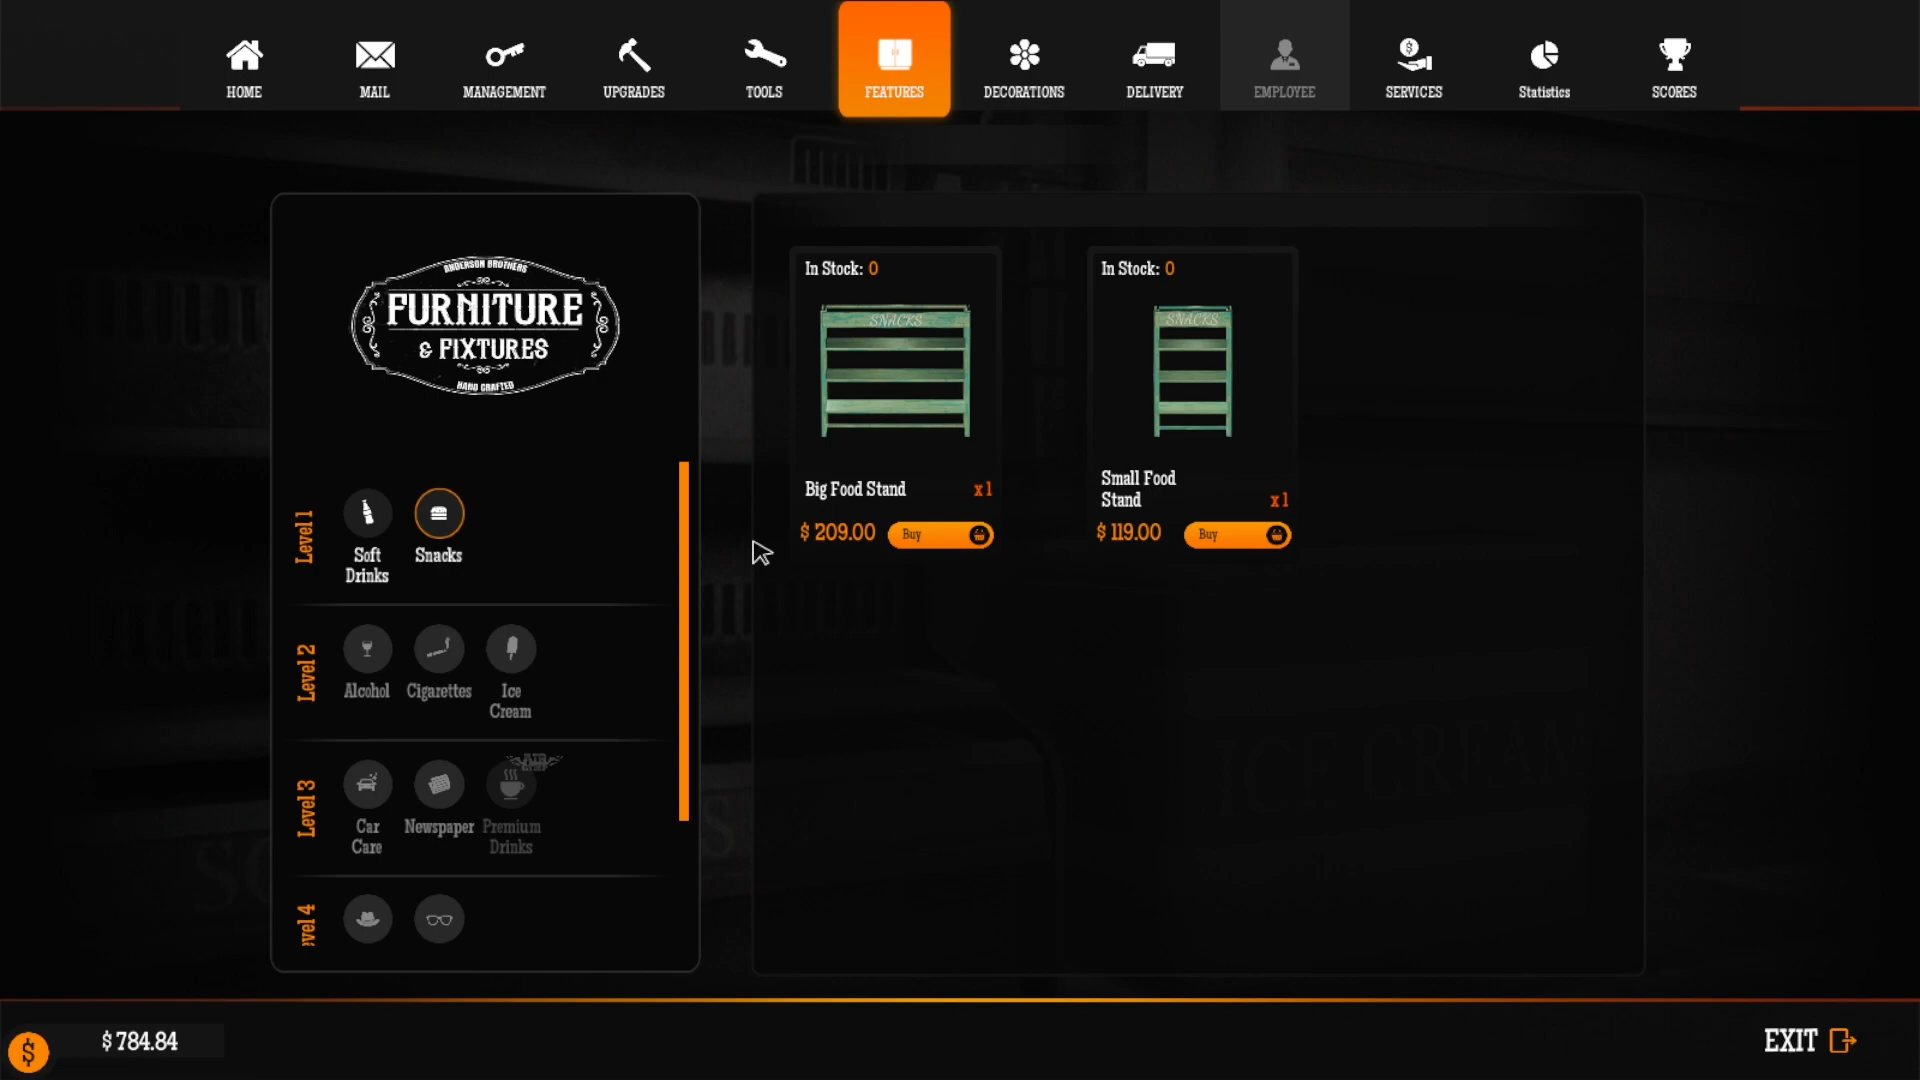 HOME
MAIL
MANAGEMENT
UPGRADES
TOOLS
FEATURES
DECORATIONS
DELIVERY
EMPLOYEE
SERVICES
Statistics
SCORES
ANDERSON BROTHERS
FURNITURE
& FIXTURES
HAND CRAFTED
Level 1
Soft
Drinks
Snacks
Level 2
Alcohol
Cigarettes
Ice
Cream
Level 3
Car
Care
Newspaper
Premium
Drinks
evel 4
In Stock: 0
SNACKS
Big Food Stand
x1
$ 209.00
Buy
In Stock: 0
SNACKS
Small Food
Stand
x1
$ 119.00
Buy
ICE CREAM
$ 784.84
EXIT